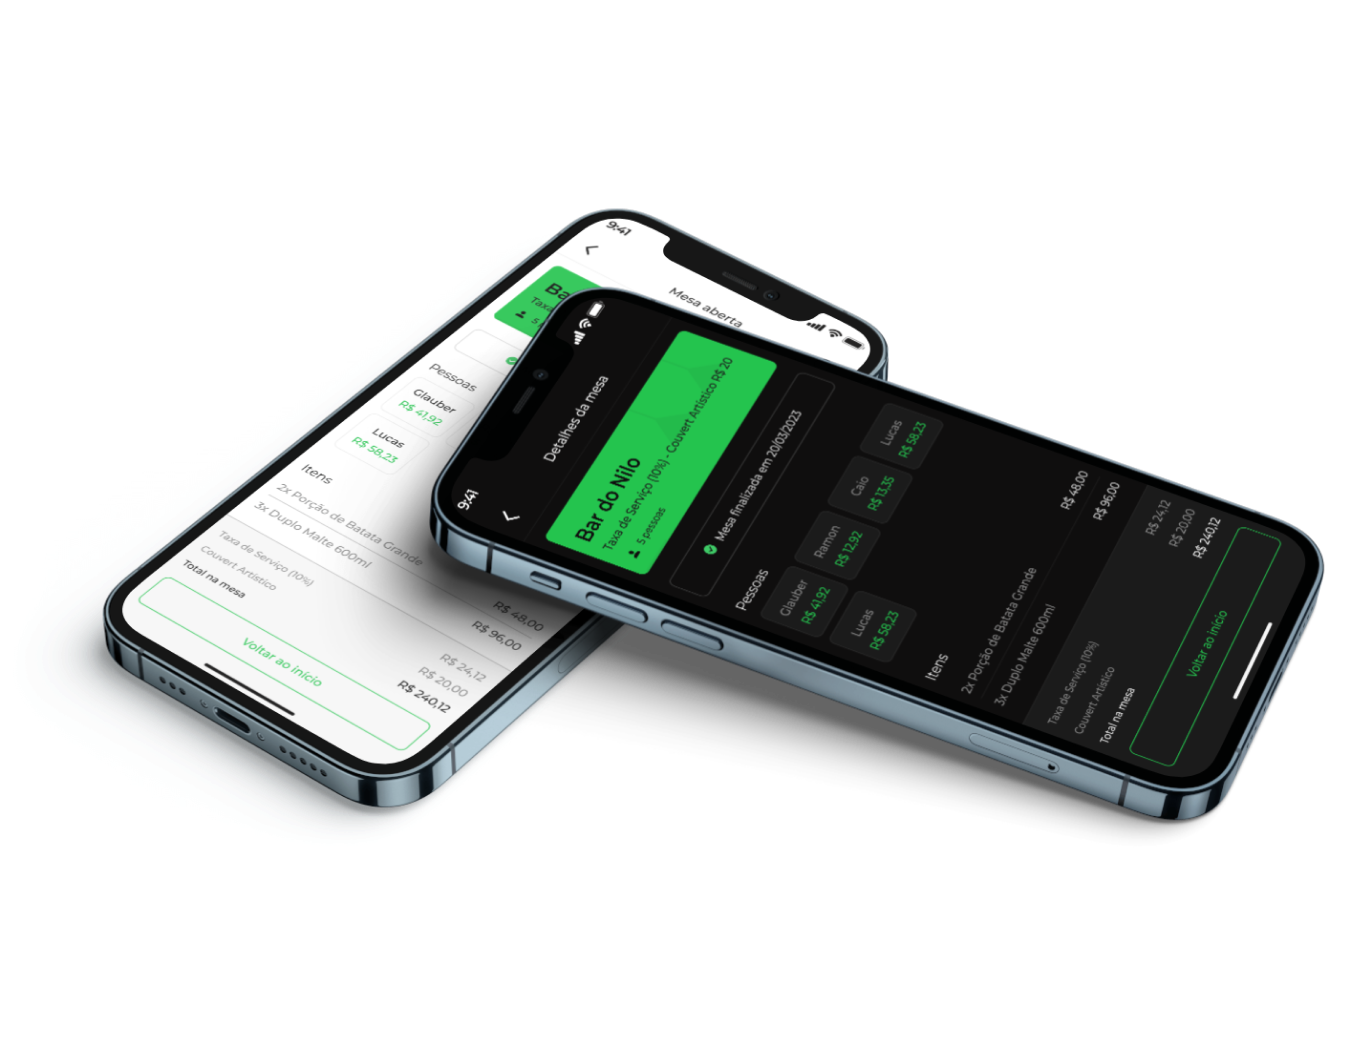 9:41
Mesa aberta
Ba
Taxa
5
Pessoas
Glauber
R$ 41,92
Lucas
R$ 58,23
Itens
2x Porção de Batata Grande
R$ 48,00
3x Duplo Malte 600ml
R$ 96,00
Taxa de Serviço (10%)
R$ 24,12
Couvert Artístico
R$ 20,00
Total na mesa
R$ 240,12
Voltar ao início
9:41
Detalhes da mesa
Bar do Nilo
Taxa de Serviço (10%) - Couvert Artístico R$ 20
5 pessoas
Mesa finalizada em 20/03/2023
Pessoas
Glauber
R$ 41,92
Ramon
R$ 12,92
Caio
R$ 13,35
Lucas
R$ 58,23
Lucas
R$ 58,23
Itens
2x Porção de Batata Grande
R$ 48,00
3x Duplo Malte 600ml
R$ 96,00
Taxa de Serviço (10%)
R$ 24,12
Couvert Artístico
R$ 20,00
Total na mesa
R$ 240,12
Voltar ao início